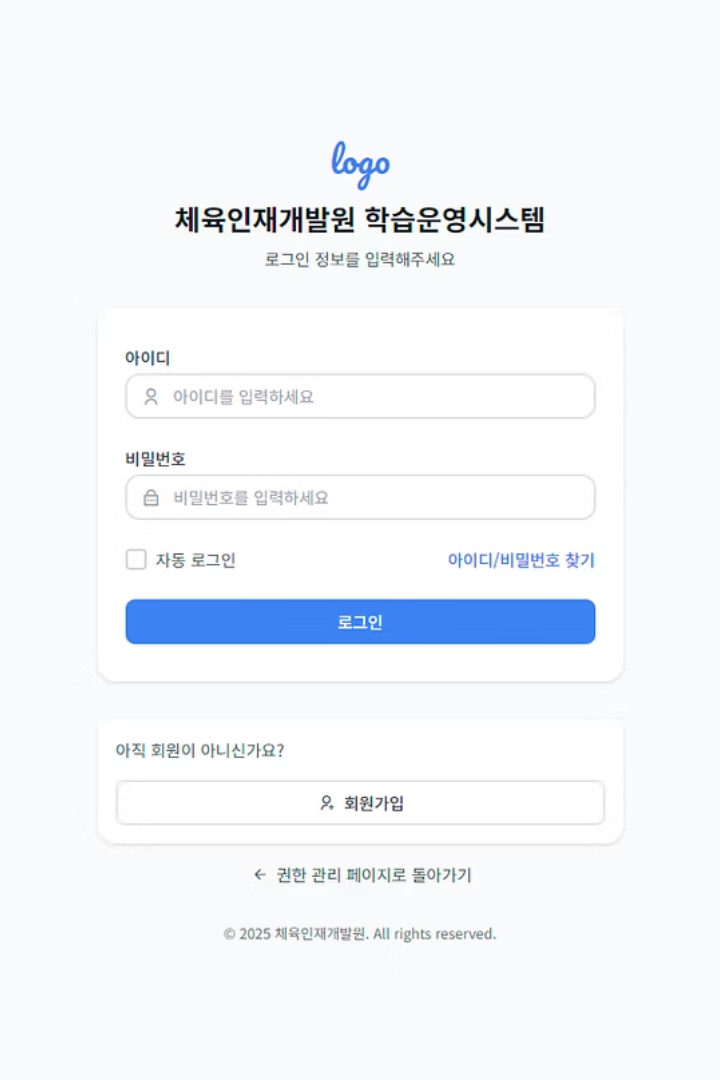 logo
체육인재개발원 학습운영시스템
로그인 정보를 입력해주세요
아이디
아이디를 입력하세요
비밀번호
비밀번호를 입력하세요
자동 로그인
아이디/비밀번호 찾기
로그인
아직 회원이 아니신가요?
회원가입
← 권한 관리 페이지로 돌아가기
© 2025 체육인재개발원. All rights reserved.